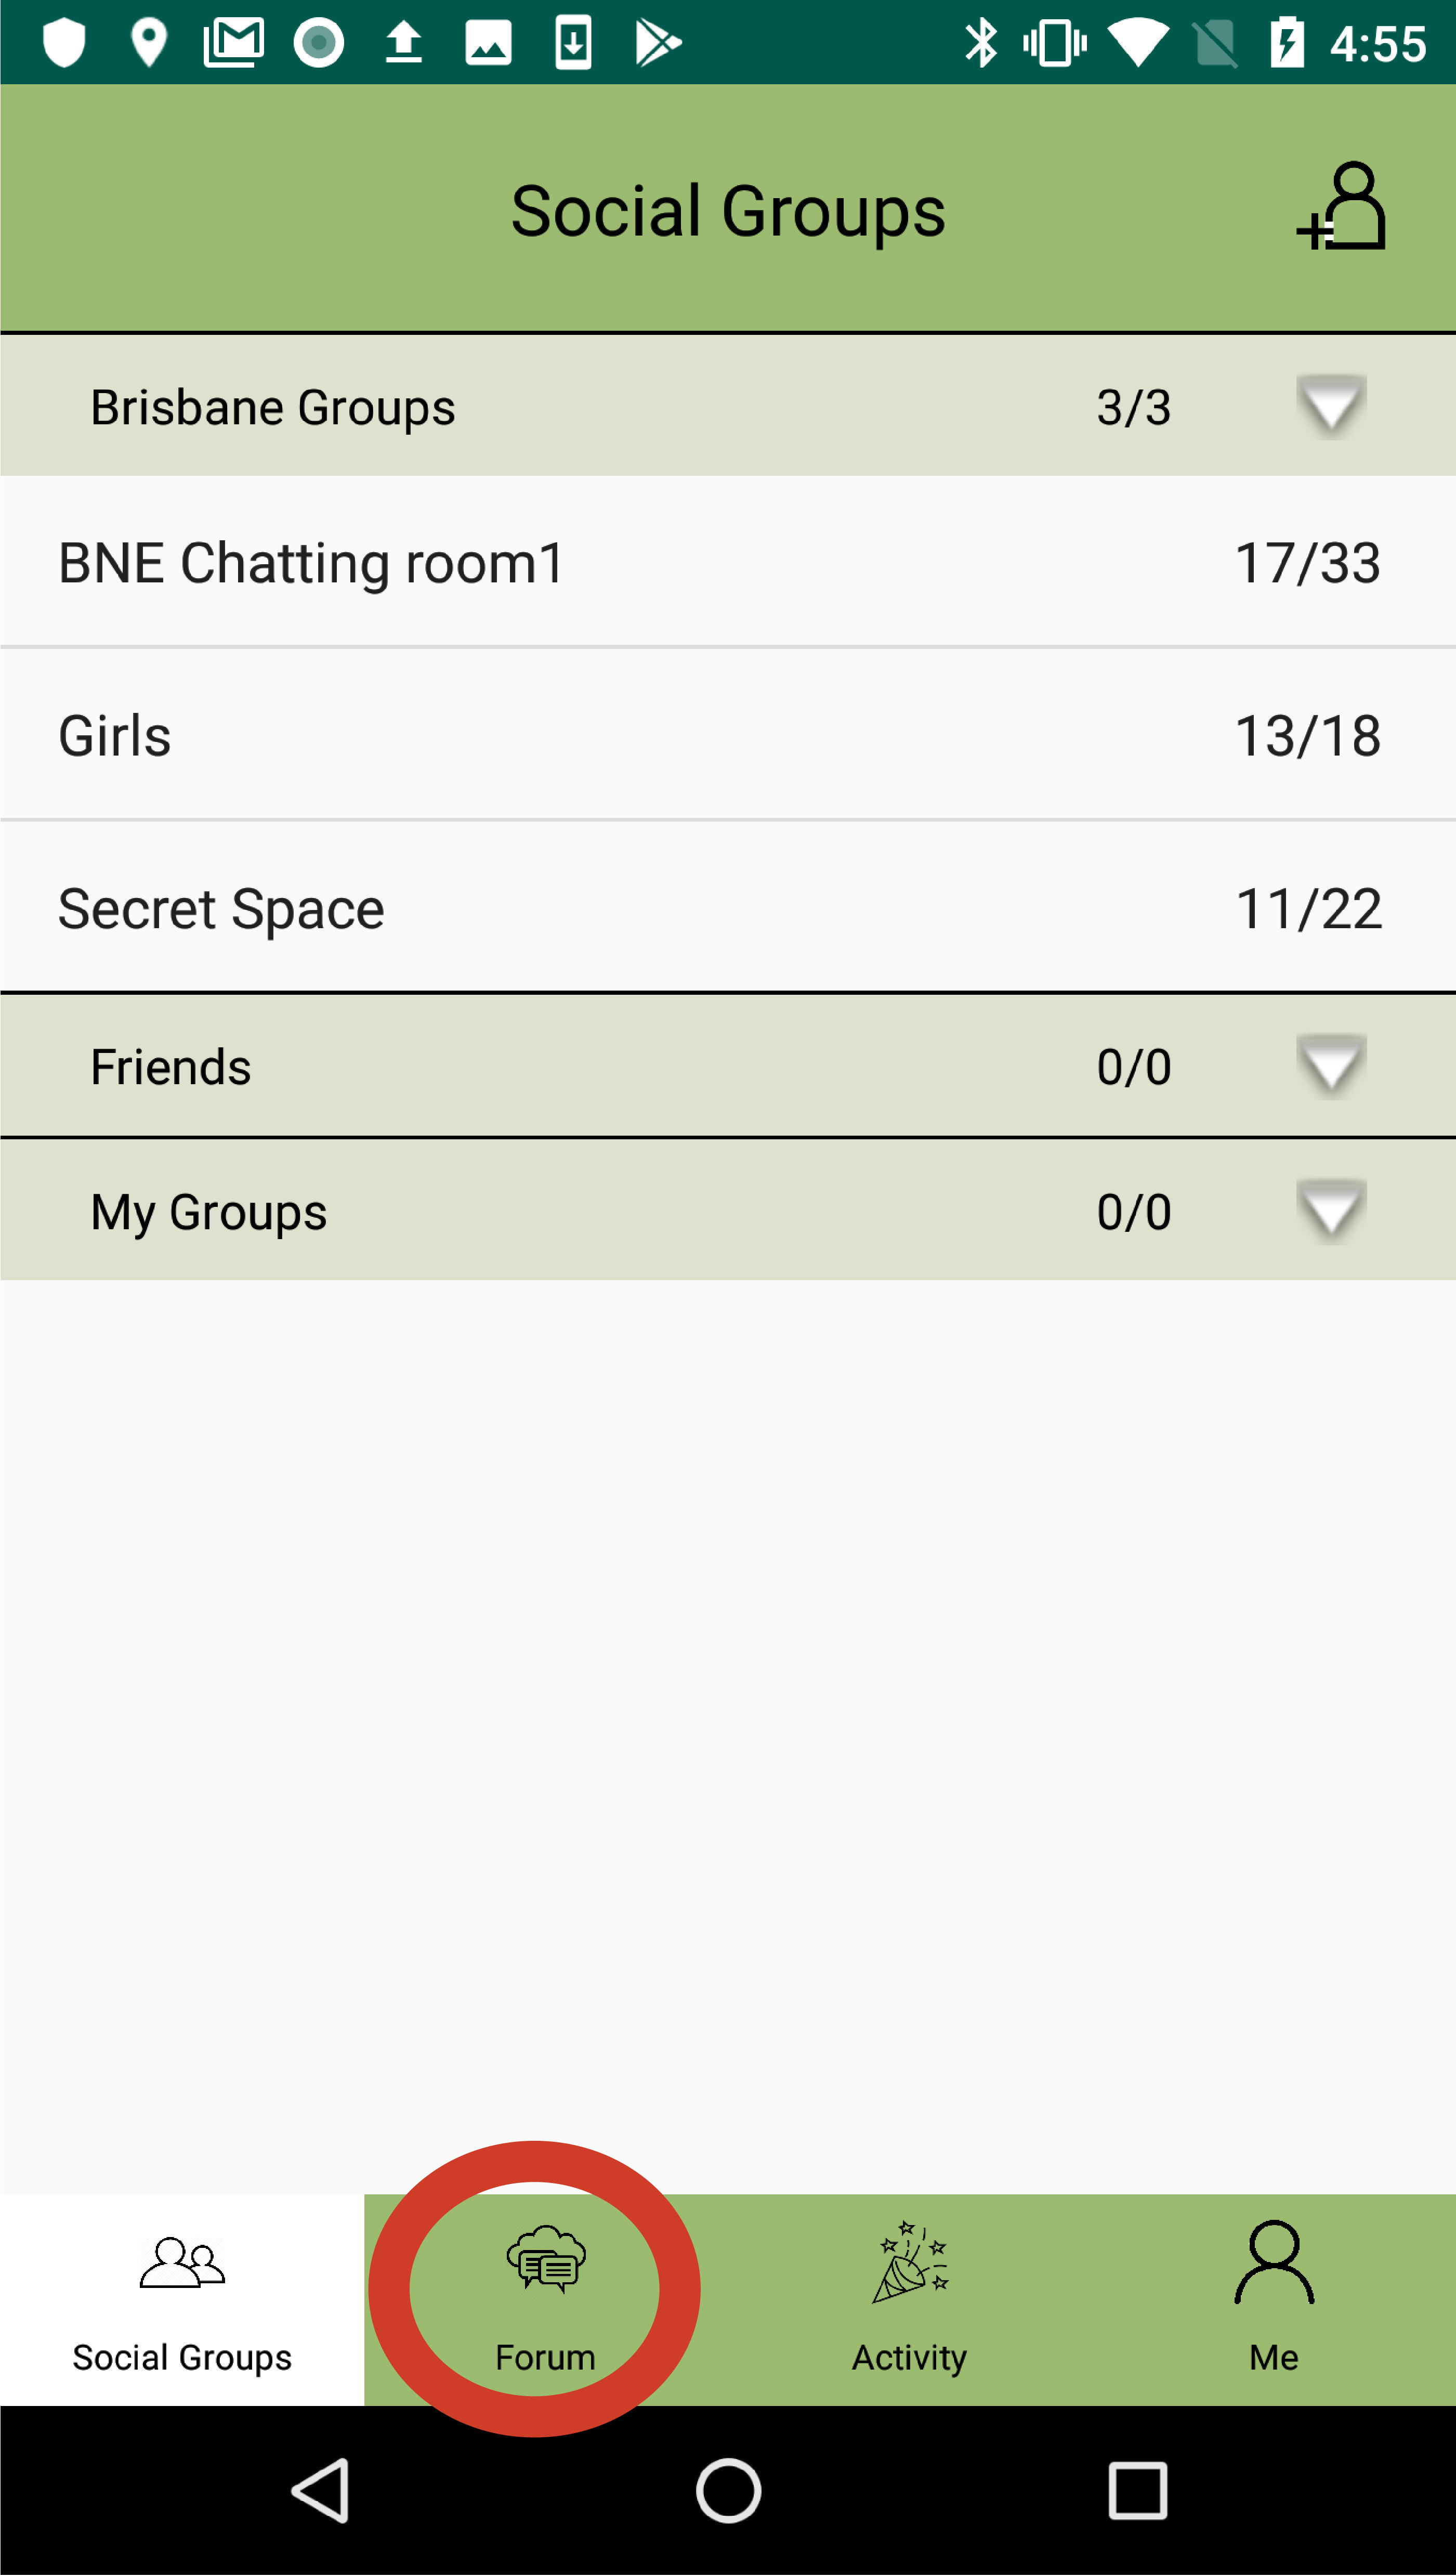 4:55
Social Groups
Brisbane Groups 3/3
BNE Chatting room1 17/33
Girls 13/18
Secret Space 11/22
Friends 0/0
My Groups 0/0
Social Groups Forum Activity Me